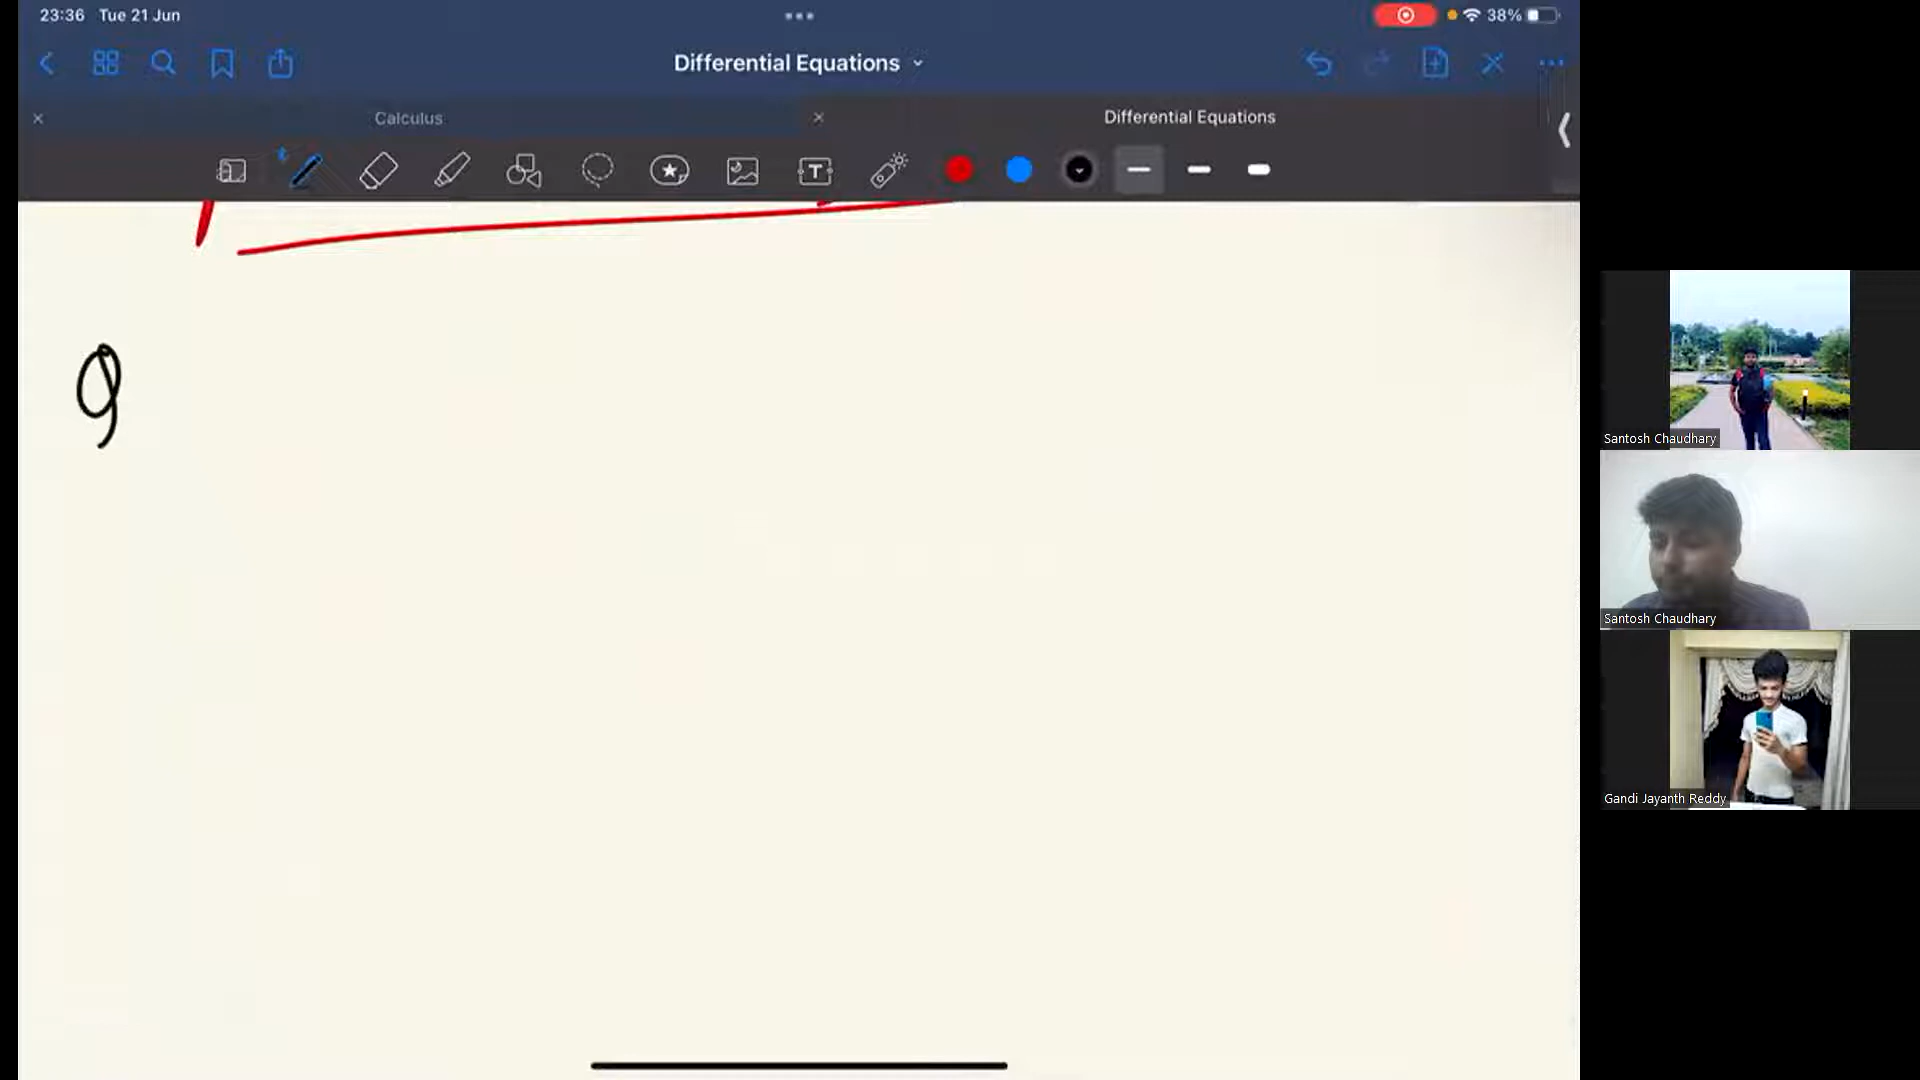 23:36 Tue 21 Jun
38%
Differential Equations
Calculus
Differential Equations
T
9
Santosh Chaudhary
Santosh Chaudhary
Gandi Jayanth Reddy